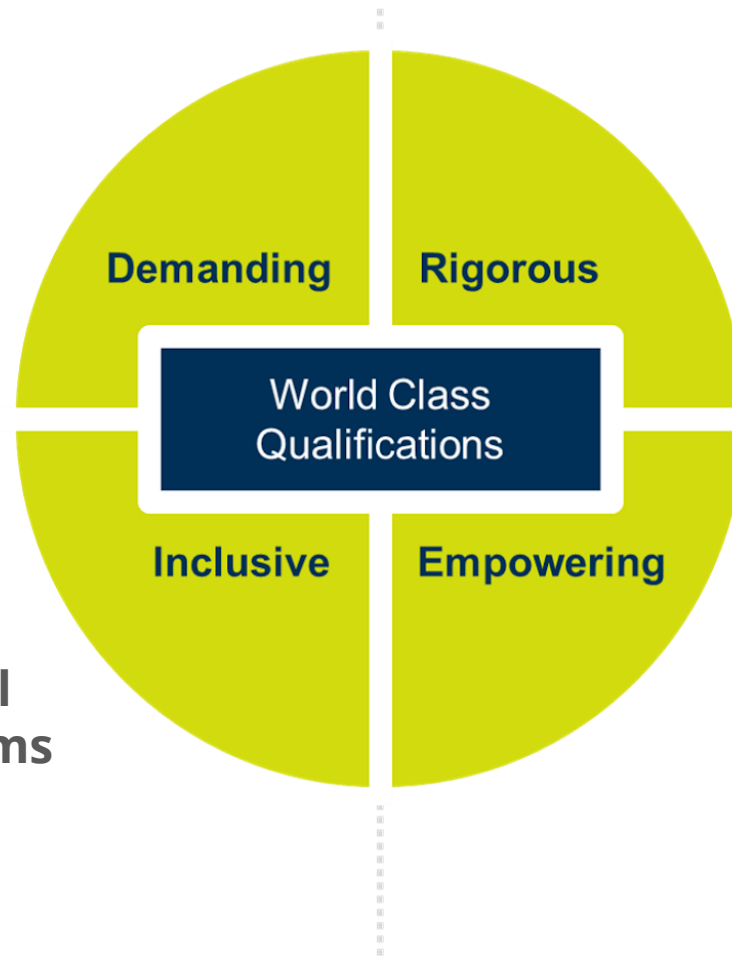 Demanding
Rigorous
World Class
Qualifications
Inclusive
Empowering